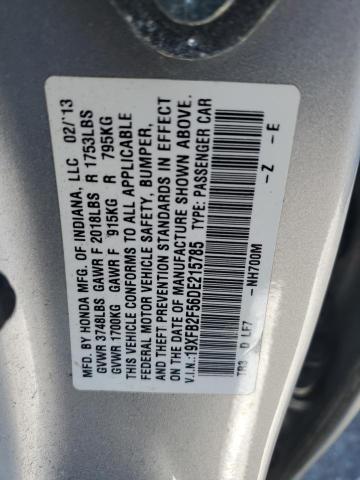 MFD. BY HONDA MFG. OF INDIANA, LLC 02/'13
GVWR 3748LBS GAWR F 2018LBS R 1753LBS
GVWR 1700KG GAWR F 915KG R 795KG
THIS VEHICLE CONFORMS TO ALL APPLICABLE
FEDERAL MOTOR VEHICLE SAFETY, BUMPER,
AND THEFT PREVENTION STANDARDS IN EFFECT
ON THE DATE OF MANUFACTURE SHOWN ABOVE.
V.I.N.:19XFB2F56DE215785 TYPE: PASSENGER CAR
NH700M - Z - E
TR3 D LF7